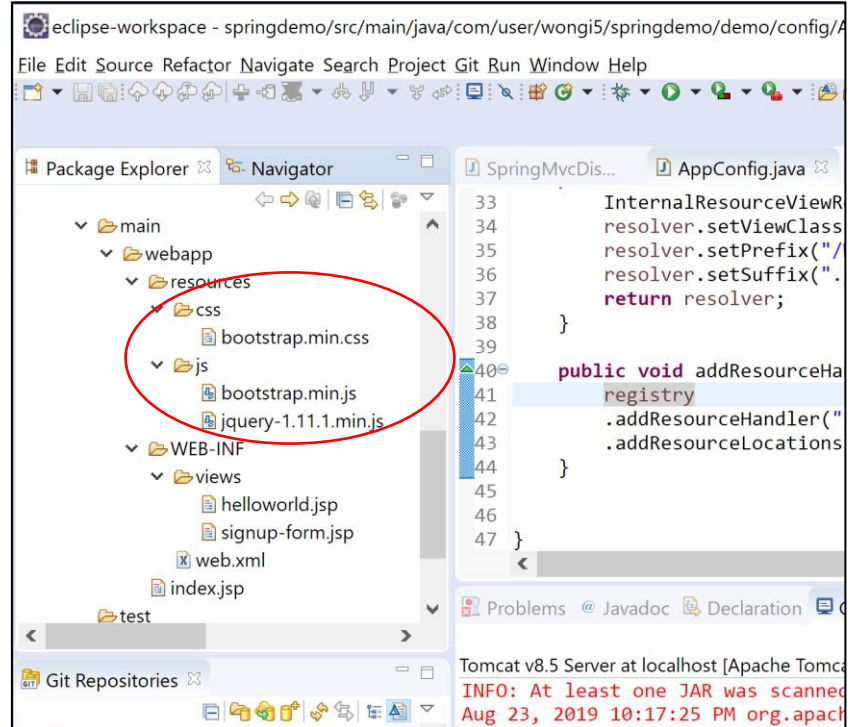 eclipse-workspace - springdemo/src/main/java/com/user/wongi5/springdemo/demo/config/A
File Edit Source Refactor Navigate Search Project Git Run Window Help
Package Explorer Navigator
main
webapp
resources
css
bootstrap.min.css
js
bootstrap.min.js
jquery-1.11.1.min.js
WEB-INF
views
helloworld.jsp
signup-form.jsp
web.xml
index.jsp
test
Git Repositories
SpringMvcDis... AppConfig.java
33 InternalResourceViewR
34 resolver.setViewClass
35 resolver.setPrefix("/
36 resolver.setSuffix(".
37 return resolver;
38 }
39
40 public void addResourceHa
41 registry
42 .addResourceHandler("
43 .addResourceLocations
44 }
45
46
47 }
Problems @ Javadoc Declaration
Tomcat v8.5 Server at localhost [Apache Tomca
INFO: At least one JAR was scanned
Aug 23, 2019 10:17:25 PM org.apach